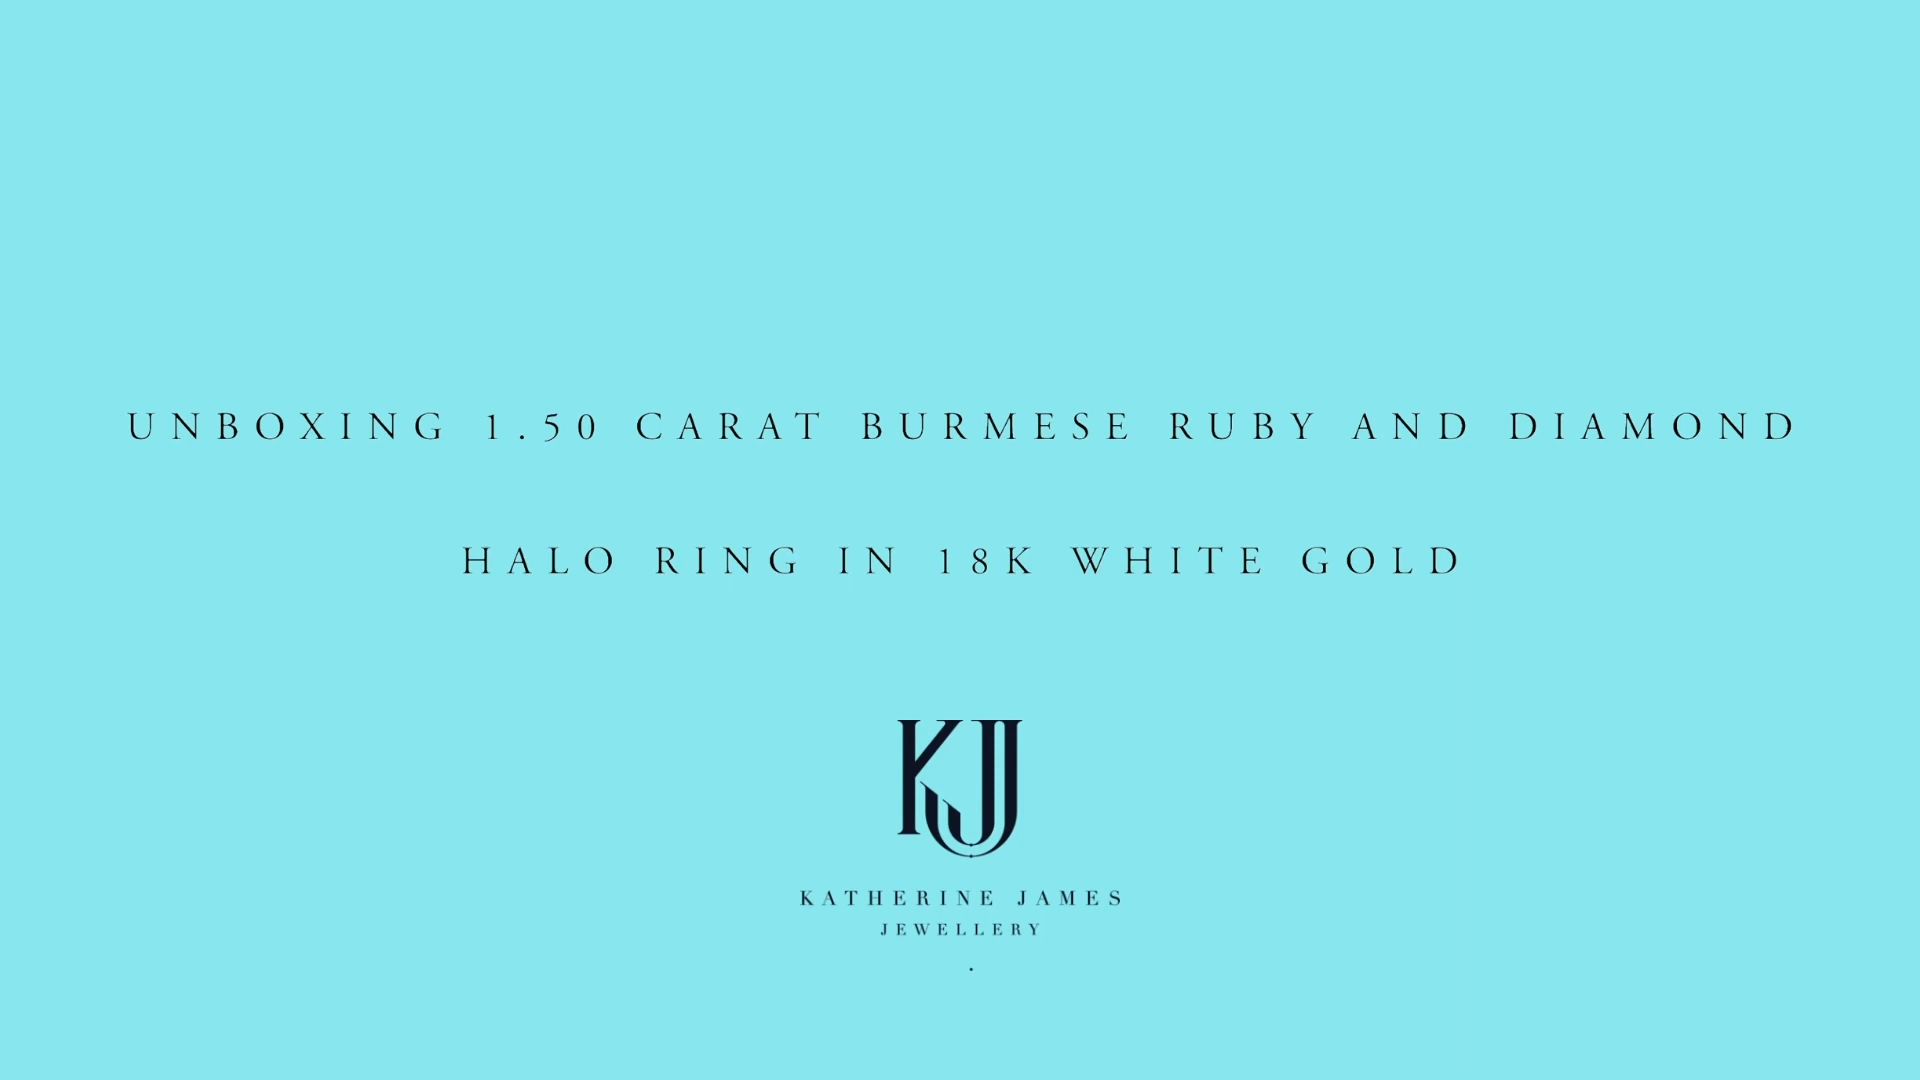 UNBOXING 1.50 CARAT BURMESE RUBY AND DIAMOND
HALO RING IN 18K WHITE GOLD
KJ
KATHERINE JAMES
JEWELLERY
.